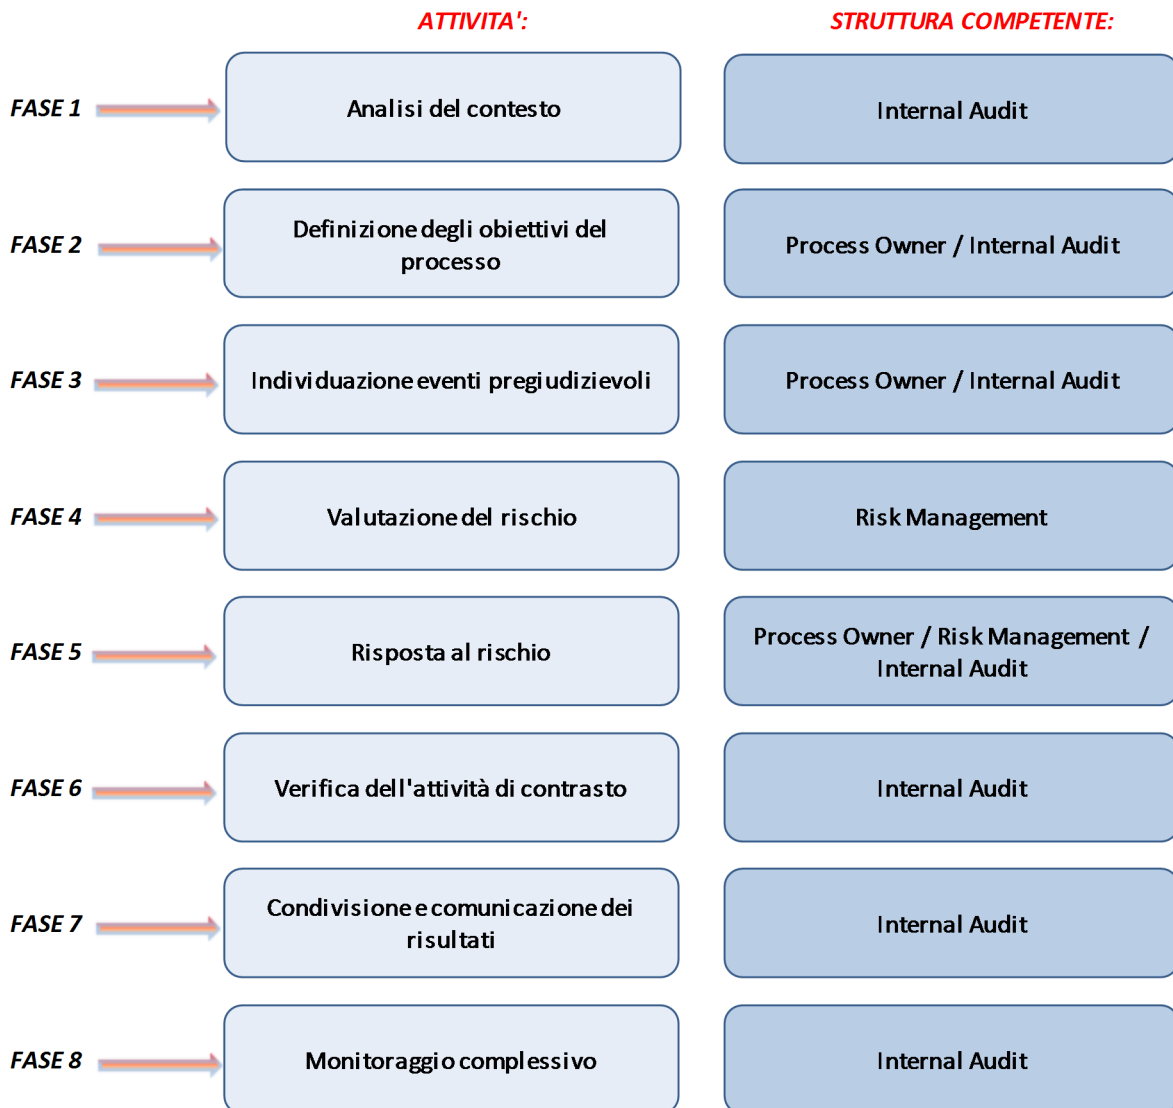 ATTIVITA': STRUTTURA COMPETENTE:
FASE 1 Analisi del contesto Internal Audit
FASE 2 Definizione degli obiettivi del
processo Process Owner / Internal Audit
FASE 3 Individuazione eventi pregiudizievoli Process Owner / Internal Audit
FASE 4 Valutazione del rischio Risk Management
FASE 5 Risposta al rischio Process Owner / Risk Management /
Internal Audit
FASE 6 Verifica dell'attività di contrasto Internal Audit
FASE 7 Condivisione e comunicazione dei
risultati Internal Audit
FASE 8 Monitoraggio complessivo Internal Audit